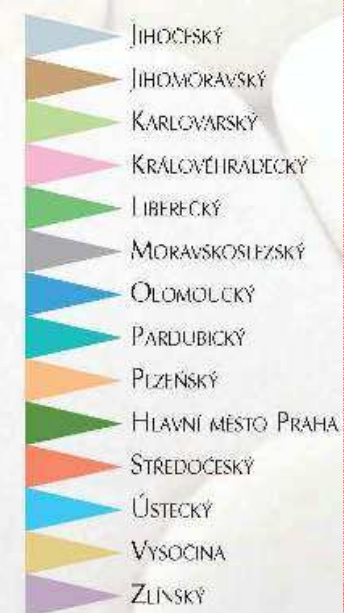 Jihočeský
Jihomoravský
Karlovarský
Královéhradecký
Liberecký
Moravskoslezský
Olomoucký
Pardubický
Plzeňský
Hlavní město Praha
Středočeský
Ústecký
Vysočina
Zlínský